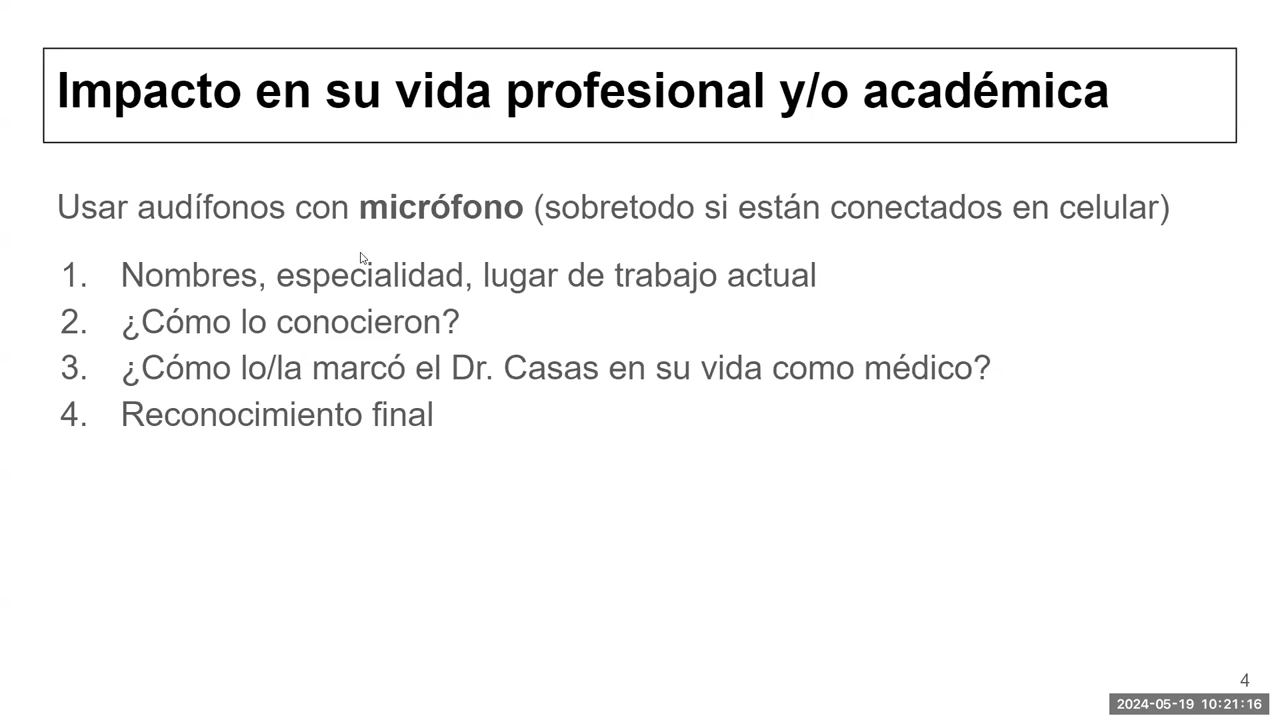 Impacto en su vida profesional y/o académica
Usar audífonos con micrófono (sobretodo si están conectados en celular)
1. Nombres, especialidad, lugar de trabajo actual
2. ¿Cómo lo conocieron?
3. ¿Cómo lo/la marcó el Dr. Casas en su vida como médico?
4. Reconocimiento final
4
2024-05-19 10:21:16